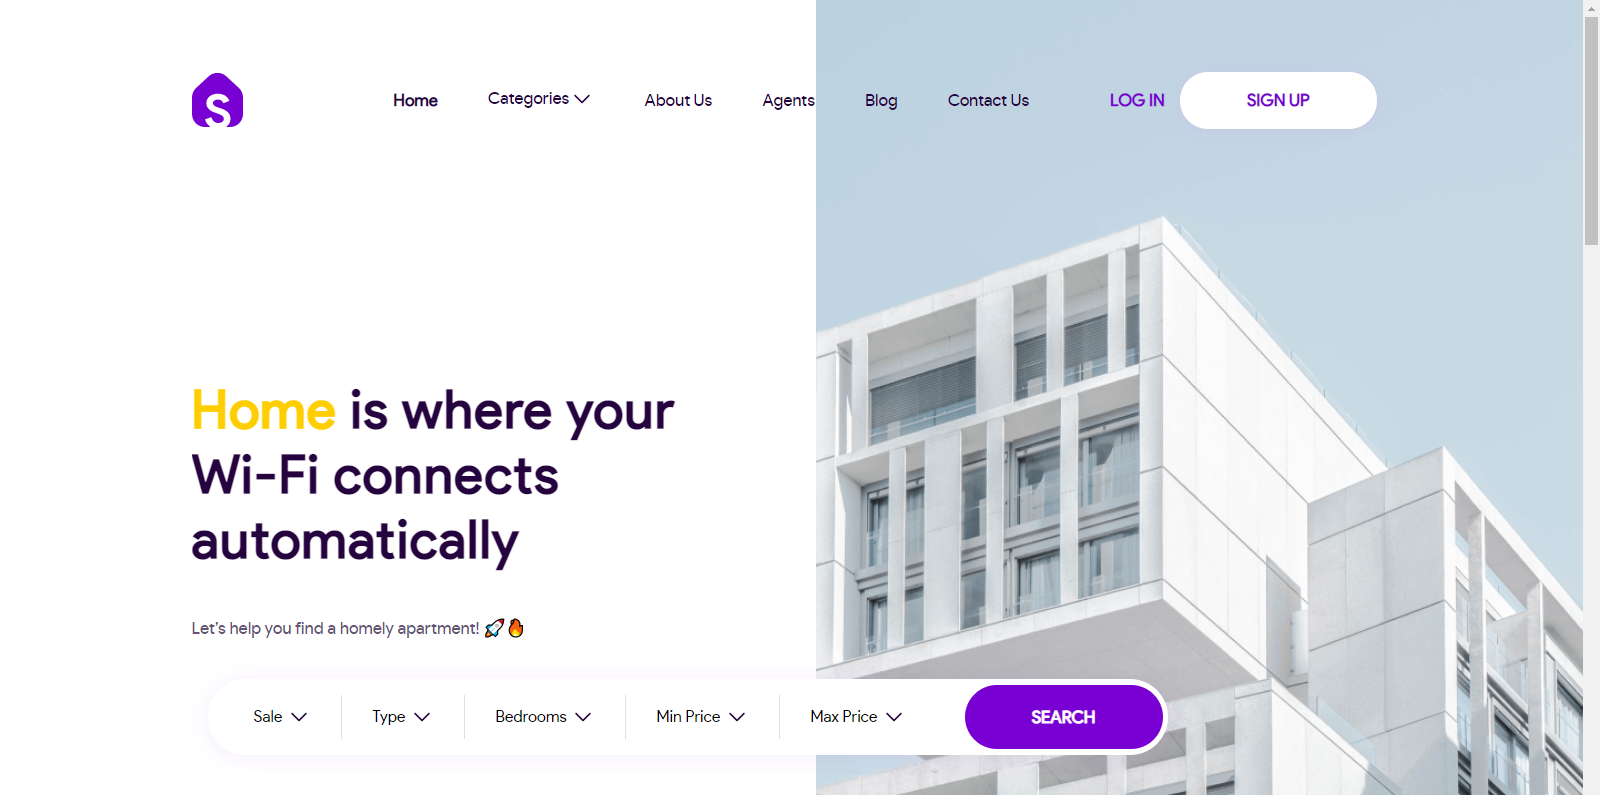 S
Home Categories About Us Agents Blog Contact Us LOG IN SIGN UP
Home is where your
Wi-Fi connects
automatically
Let's help you find a homely apartment! 🚀🔥
Sale Type Bedrooms Min Price Max Price SEARCH